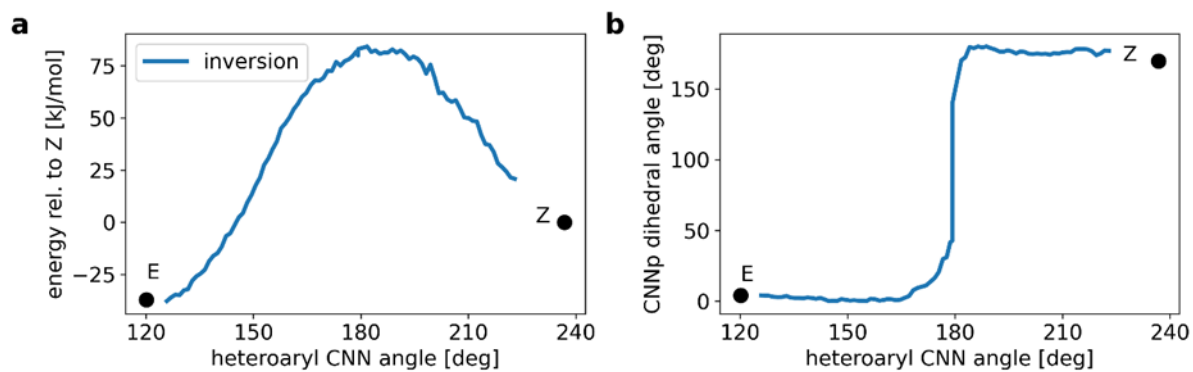 a
energy rel. to Z [kJ/mol]
75
50
25
0
−25
inversion
E
Z
120
150
180
210
240
heteroaryl CNN angle [deg]
b
CNNp dihedral angle [deg]
150
100
50
0
E
Z
120
150
180
210
240
heteroaryl CNN angle [deg]